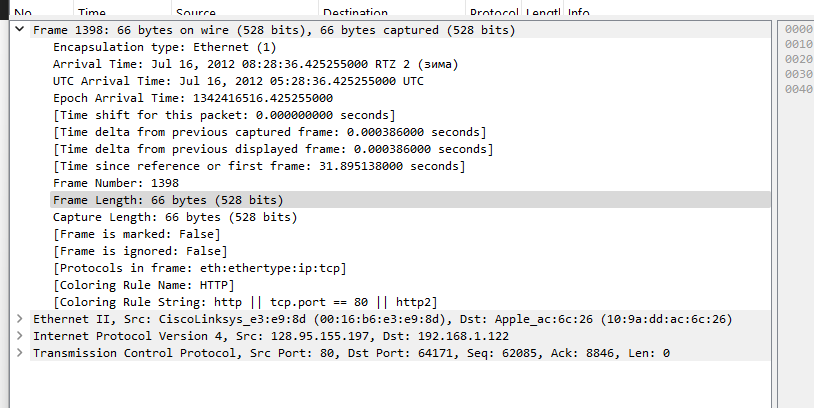 No. Time Source Destination Protocol Length Info
Frame 1398: 66 bytes on wire (528 bits), 66 bytes captured (528 bits)
Encapsulation type: Ethernet (1)
Arrival Time: Jul 16, 2012 08:28:36.425255000 RTZ 2 (зима)
UTC Arrival Time: Jul 16, 2012 05:28:36.425255000 UTC
Epoch Arrival Time: 1342416516.425255000
[Time shift for this packet: 0.000000000 seconds]
[Time delta from previous captured frame: 0.000386000 seconds]
[Time delta from previous displayed frame: 0.000386000 seconds]
[Time since reference or first frame: 31.895138000 seconds]
Frame Number: 1398
Frame Length: 66 bytes (528 bits)
Capture Length: 66 bytes (528 bits)
[Frame is marked: False]
[Frame is ignored: False]
[Protocols in frame: eth:ethertype:ip:tcp]
[Coloring Rule Name: HTTP]
[Coloring Rule String: http || tcp.port == 80 || http2]
Ethernet II, Src: CiscoLinksys_e3:e9:8d (00:16:b6:e3:e9:8d), Dst: Apple_ac:6c:26 (10:9a:dd:ac:6c:26)
Internet Protocol Version 4, Src: 128.95.155.197, Dst: 192.168.1.122
Transmission Control Protocol, Src Port: 80, Dst Port: 64171, Seq: 62085, Ack: 8846, Len: 0
0000
0010
0020
0030
0040